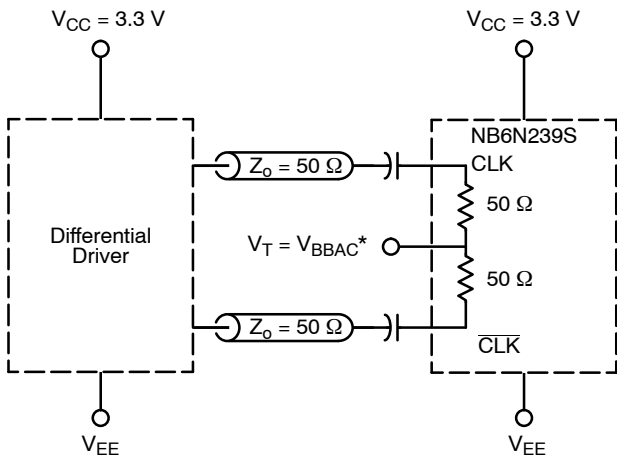 V_CC = 3.3 V
V_CC = 3.3 V
NB6N239S
Z_o = 50 Ω
CLK
50 Ω
Differential
Driver
V_T = V_BBAC*
50 Ω
Z_o = 50 Ω
C̅L̅K̅
V_EE
V_EE